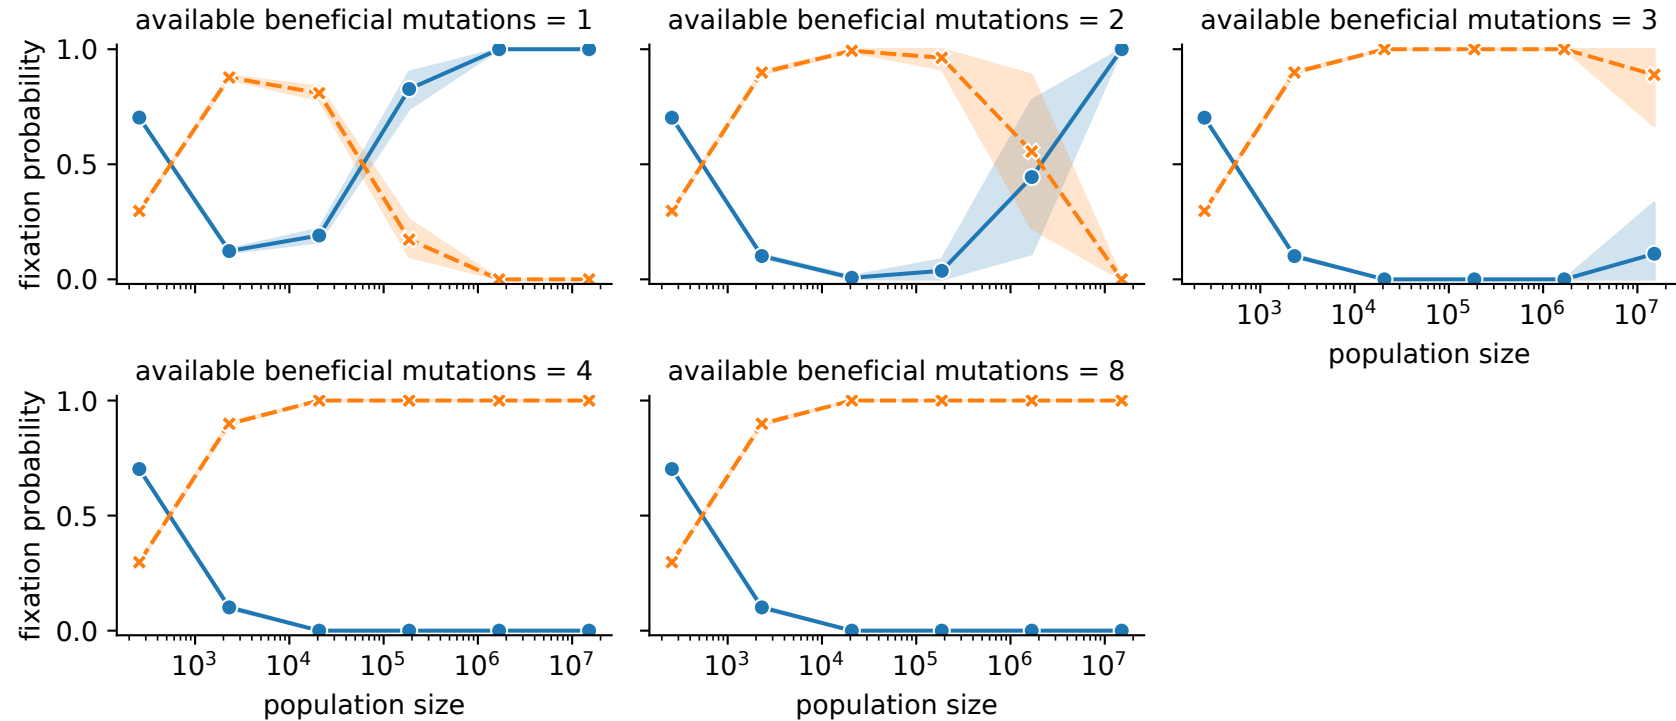 available beneficial mutations = 1
available beneficial mutations = 2
available beneficial mutations = 3
fixation probability
1.0
0.5
0.0
10³ 10⁴ 10⁵ 10⁶ 10⁷
population size
available beneficial mutations = 4
available beneficial mutations = 8
fixation probability
1.0
0.5
0.0
10³ 10⁴ 10⁵ 10⁶ 10⁷
10³ 10⁴ 10⁵ 10⁶ 10⁷
population size
population size